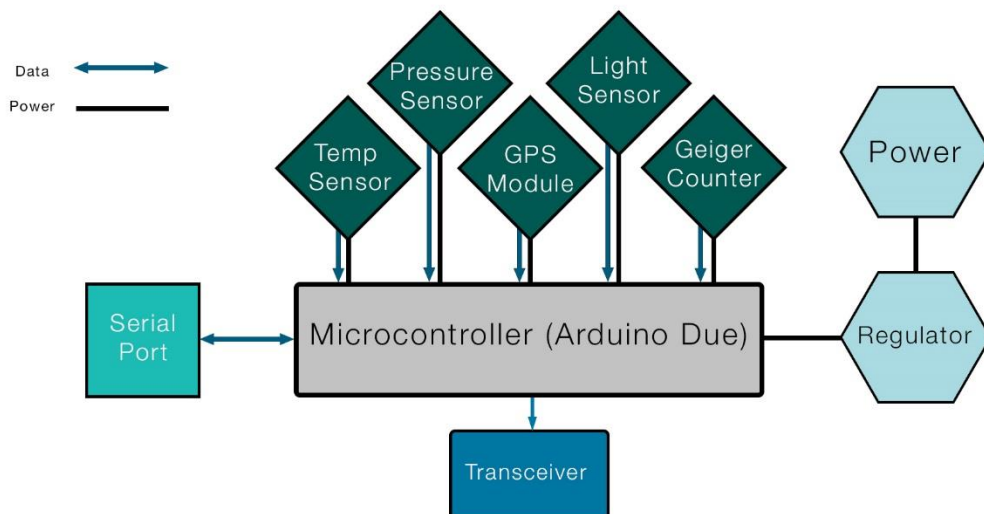 Data
Power
Pressure
Sensor
Light
Sensor
Temp
Sensor
GPS
Module
Geiger
Counter
Power
Serial
Port
Microcontroller (Arduino Due)
Regulator
Transceiver